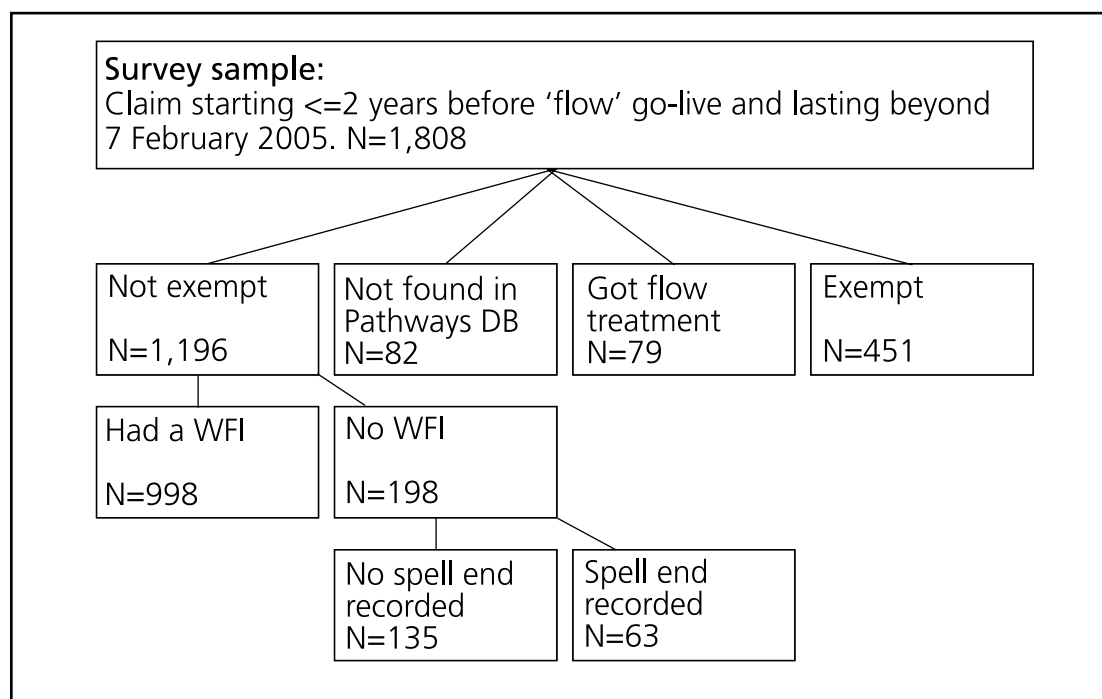 Survey sample:
Claim starting <=2 years before ‘flow’ go-live and lasting beyond
7 February 2005. N=1,808
Not exempt
N=1,196
Not found in
Pathways DB
N=82
Got flow
treatment
N=79
Exempt
N=451
Had a WFI
N=998
No WFI
N=198
No spell end
recorded
N=135
Spell end
recorded
N=63